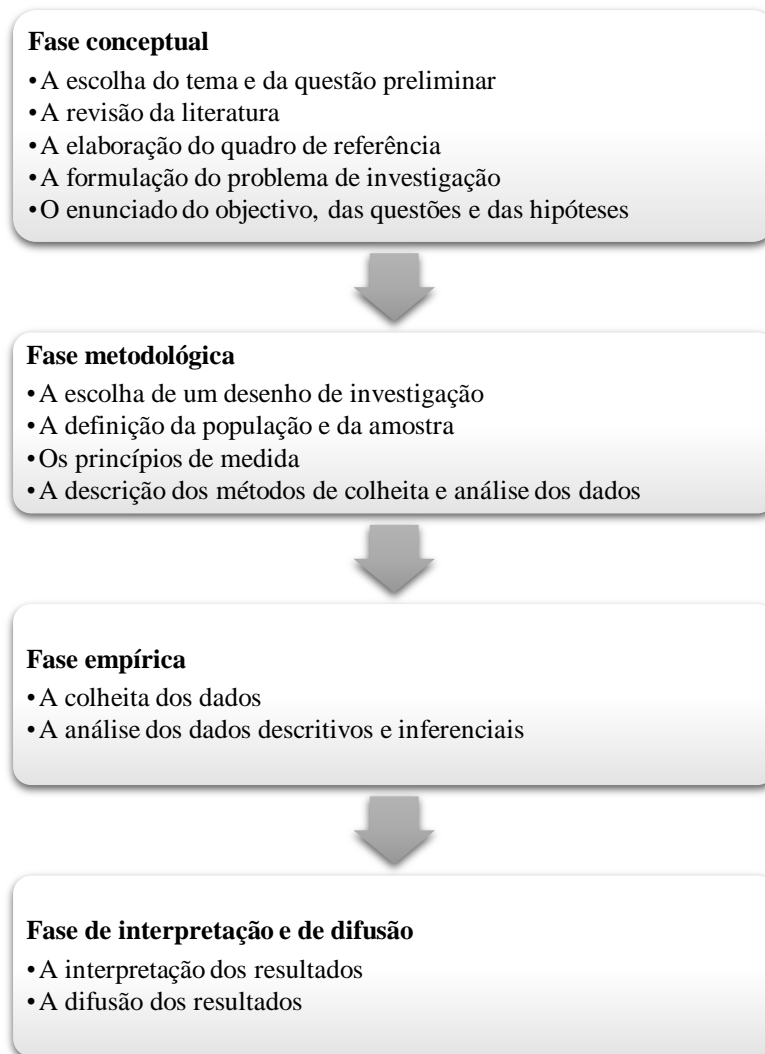 Fase conceptual
•A escolha do tema e da questão preliminar
•A revisão da literatura
•A elaboração do quadro de referência
•A formulação do problema de investigação
•O enunciado do objectivo, das questões e das hipóteses
Fase metodológica
•A escolha de um desenho de investigação
•A definição da população e da amostra
•Os princípios de medida
•A descrição dos métodos de colheita e análise dos dados
Fase empírica
•A colheita dos dados
•A análise dos dados descritivos e inferenciais
Fase de interpretação e de difusão
•A interpretação dos resultados
•A difusão dos resultados